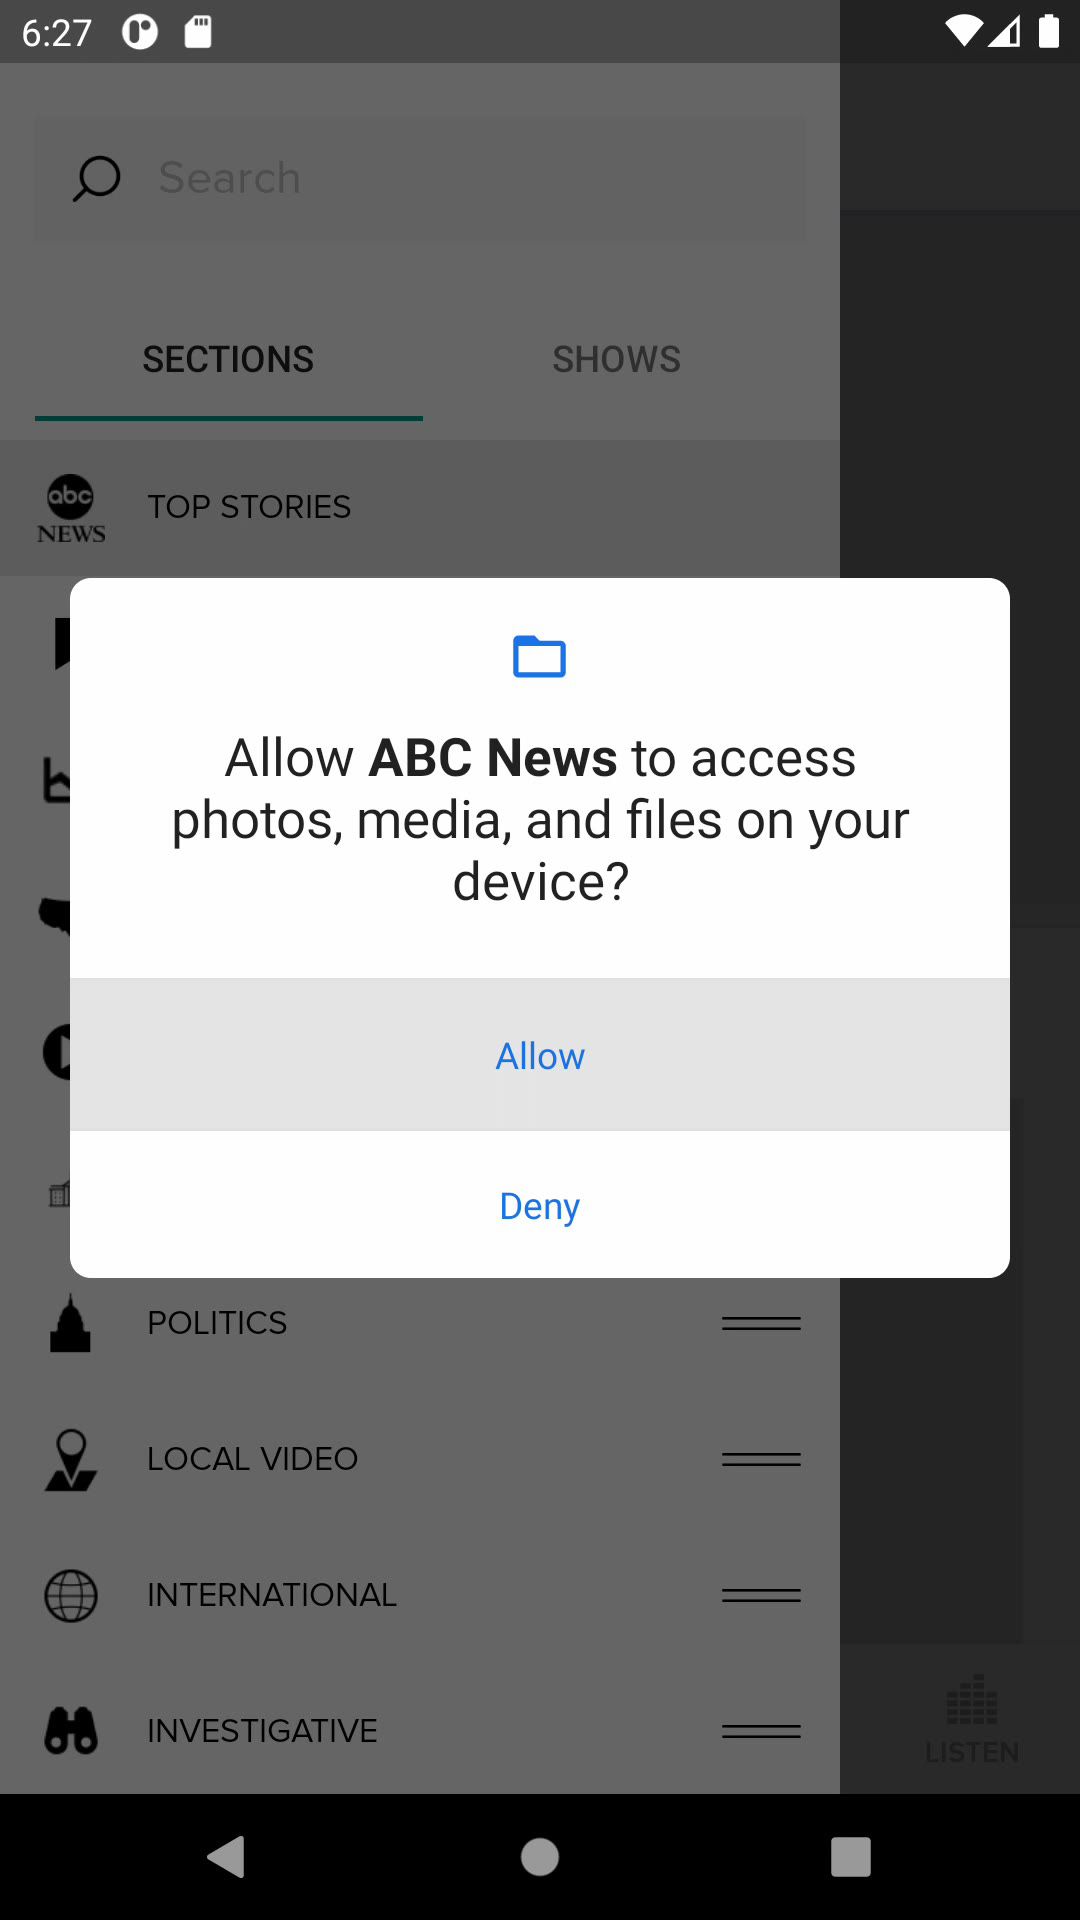 6:27
Search
SECTIONS
SHOWS
abc
NEWS
TOP STORIES
Allow ABC News to access
photos, media, and files on your
device?
Allow
Deny
POLITICS
LOCAL VIDEO
INTERNATIONAL
INVESTIGATIVE
LISTEN